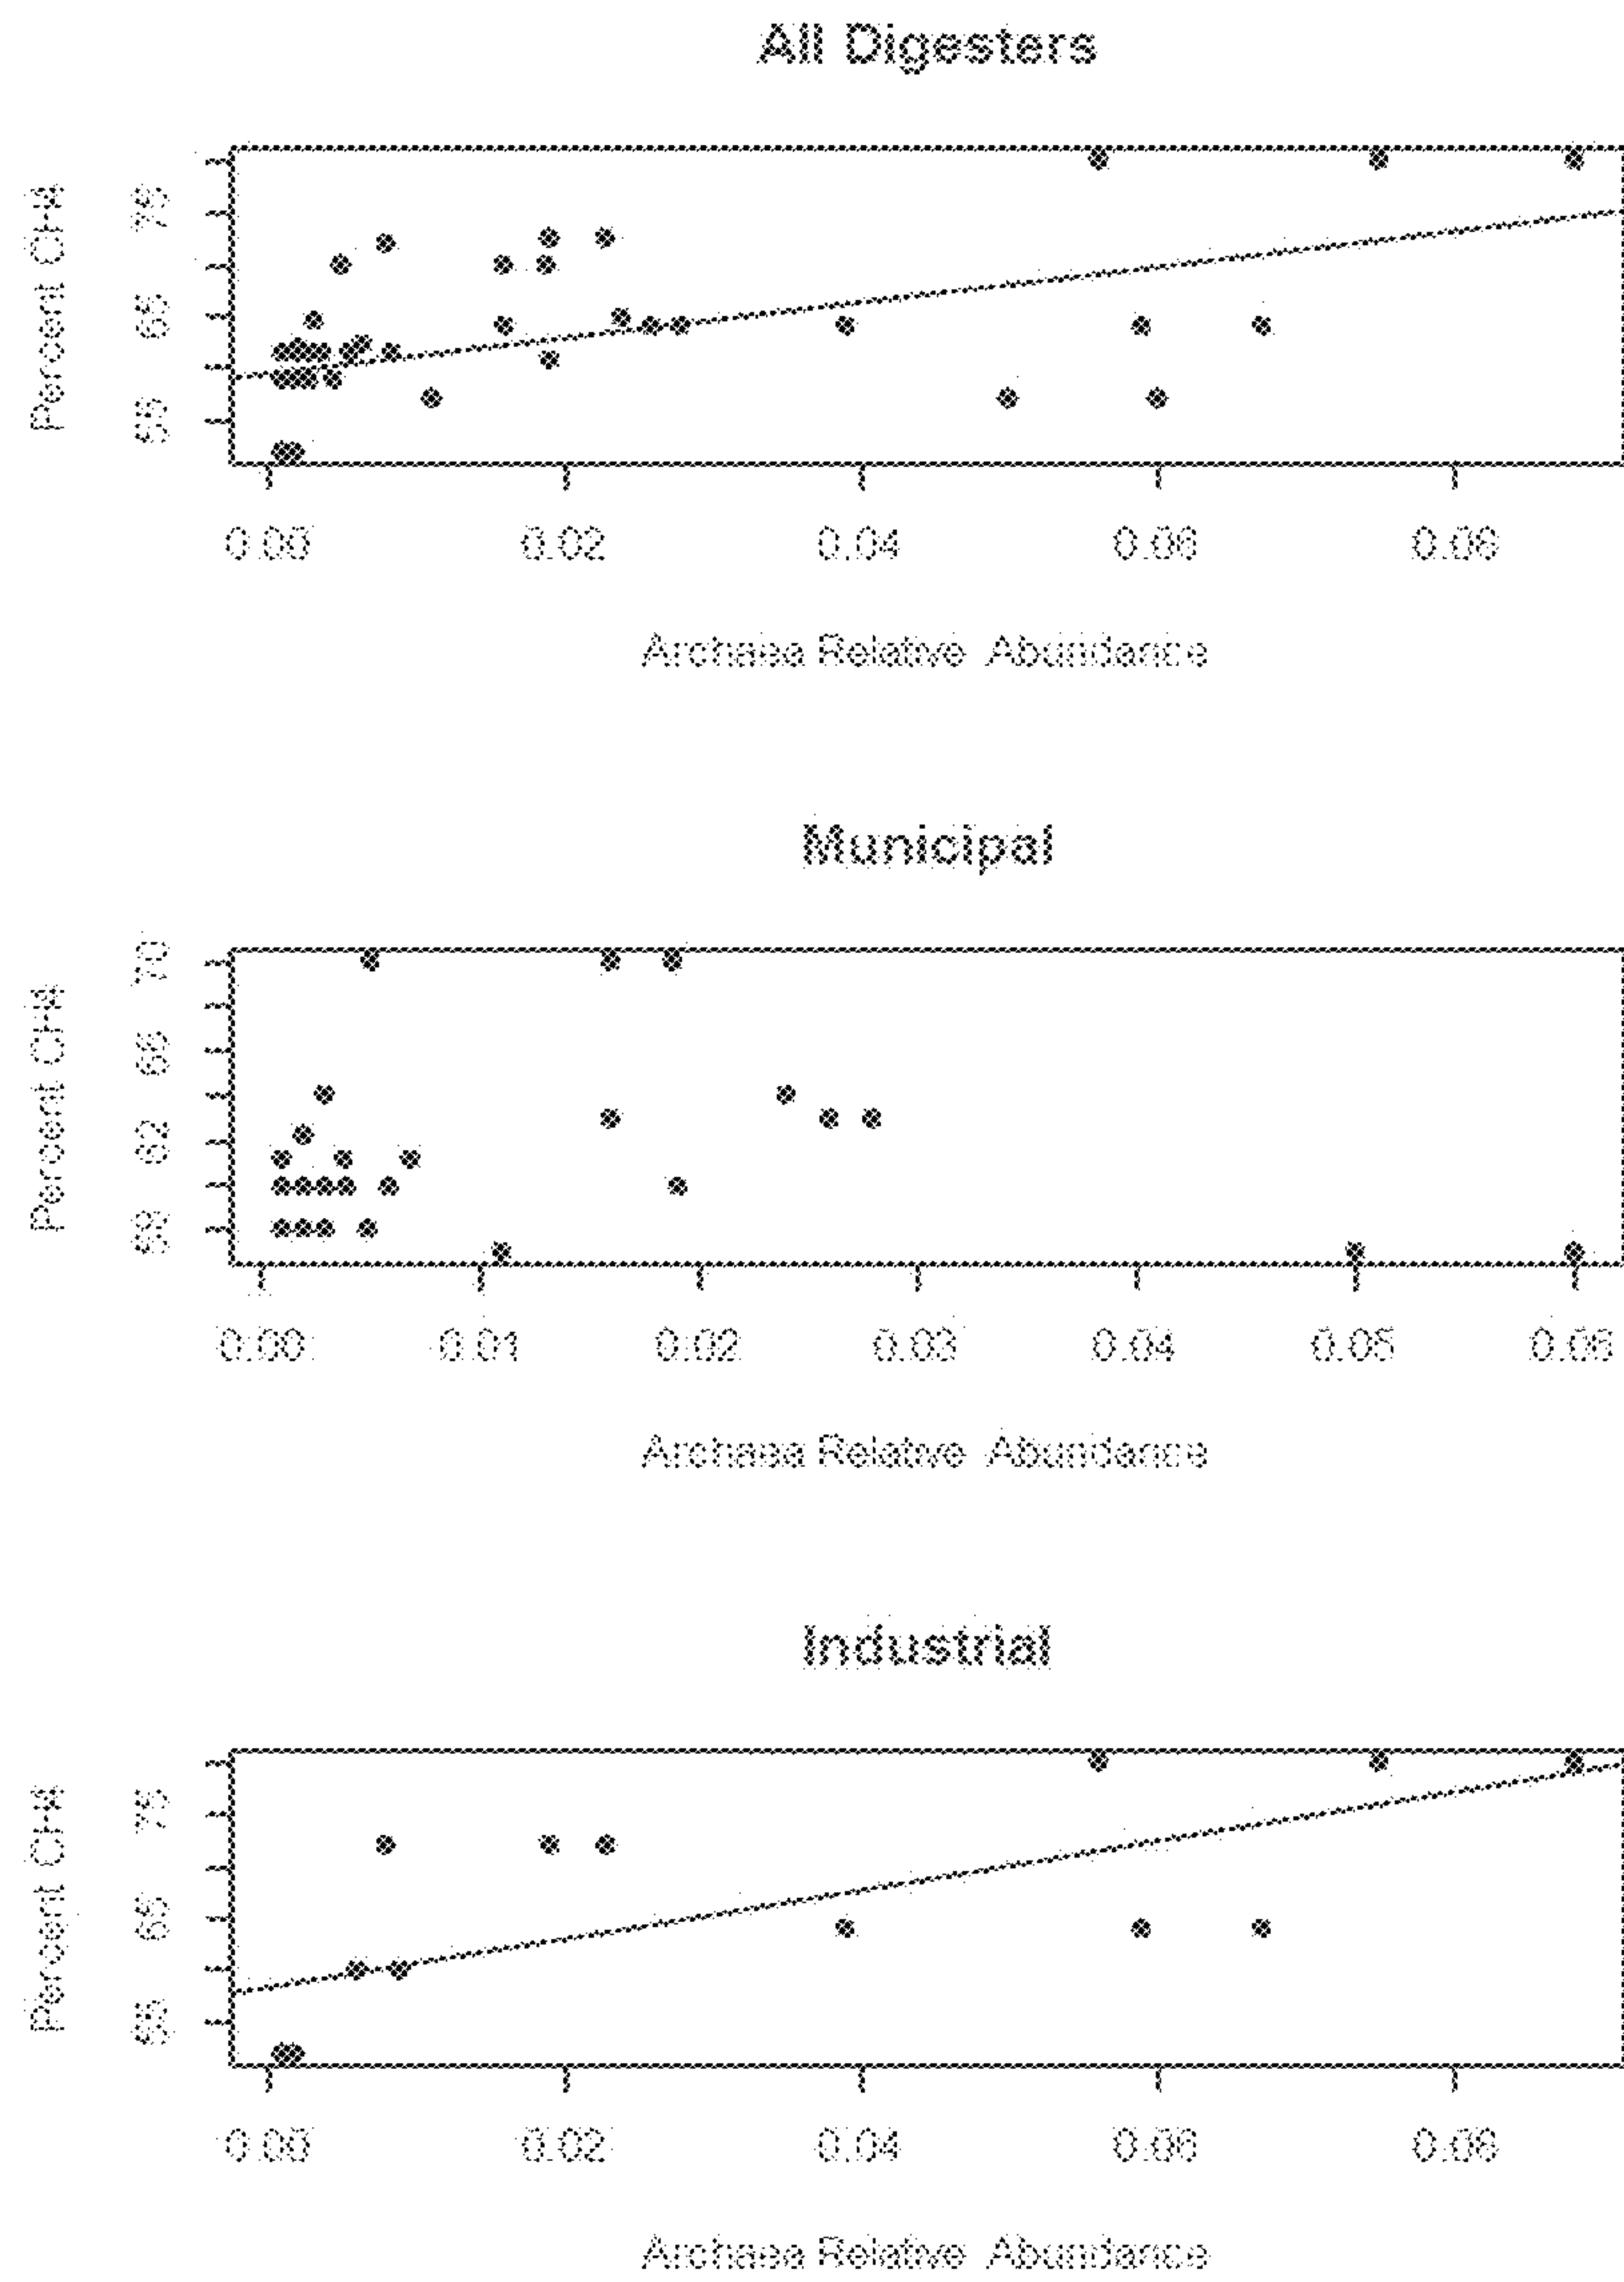 All Digesters
Percent CH4
75
65
55
0.00 0.02 0.04 0.06 0.08
Archaea Relative Abundance
Municipal
Percent CH4
70
66
62
58
0.00 0.01 0.02 0.03 0.04 0.05 0.06
Archaea Relative Abundance
Industrial
Percent CH4
75
65
55
0.00 0.02 0.04 0.06 0.08
Archaea Relative Abundance